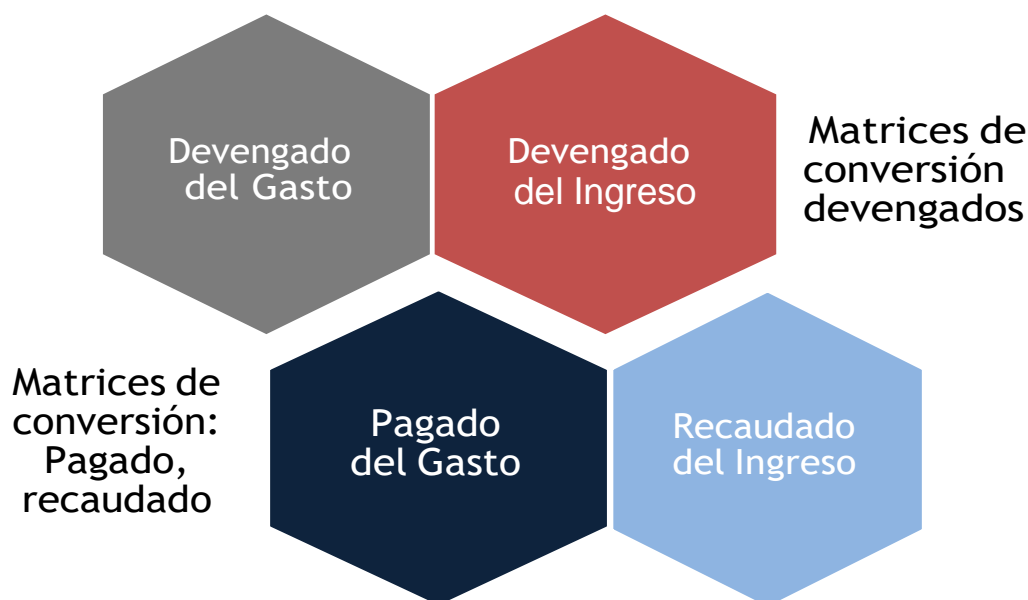 Devengado
del Gasto
Devengado
del Ingreso
Matrices de
conversión
devengados
Matrices de
conversión:
Pagado,
recaudado
Pagado
del Gasto
Recaudado
del Ingreso